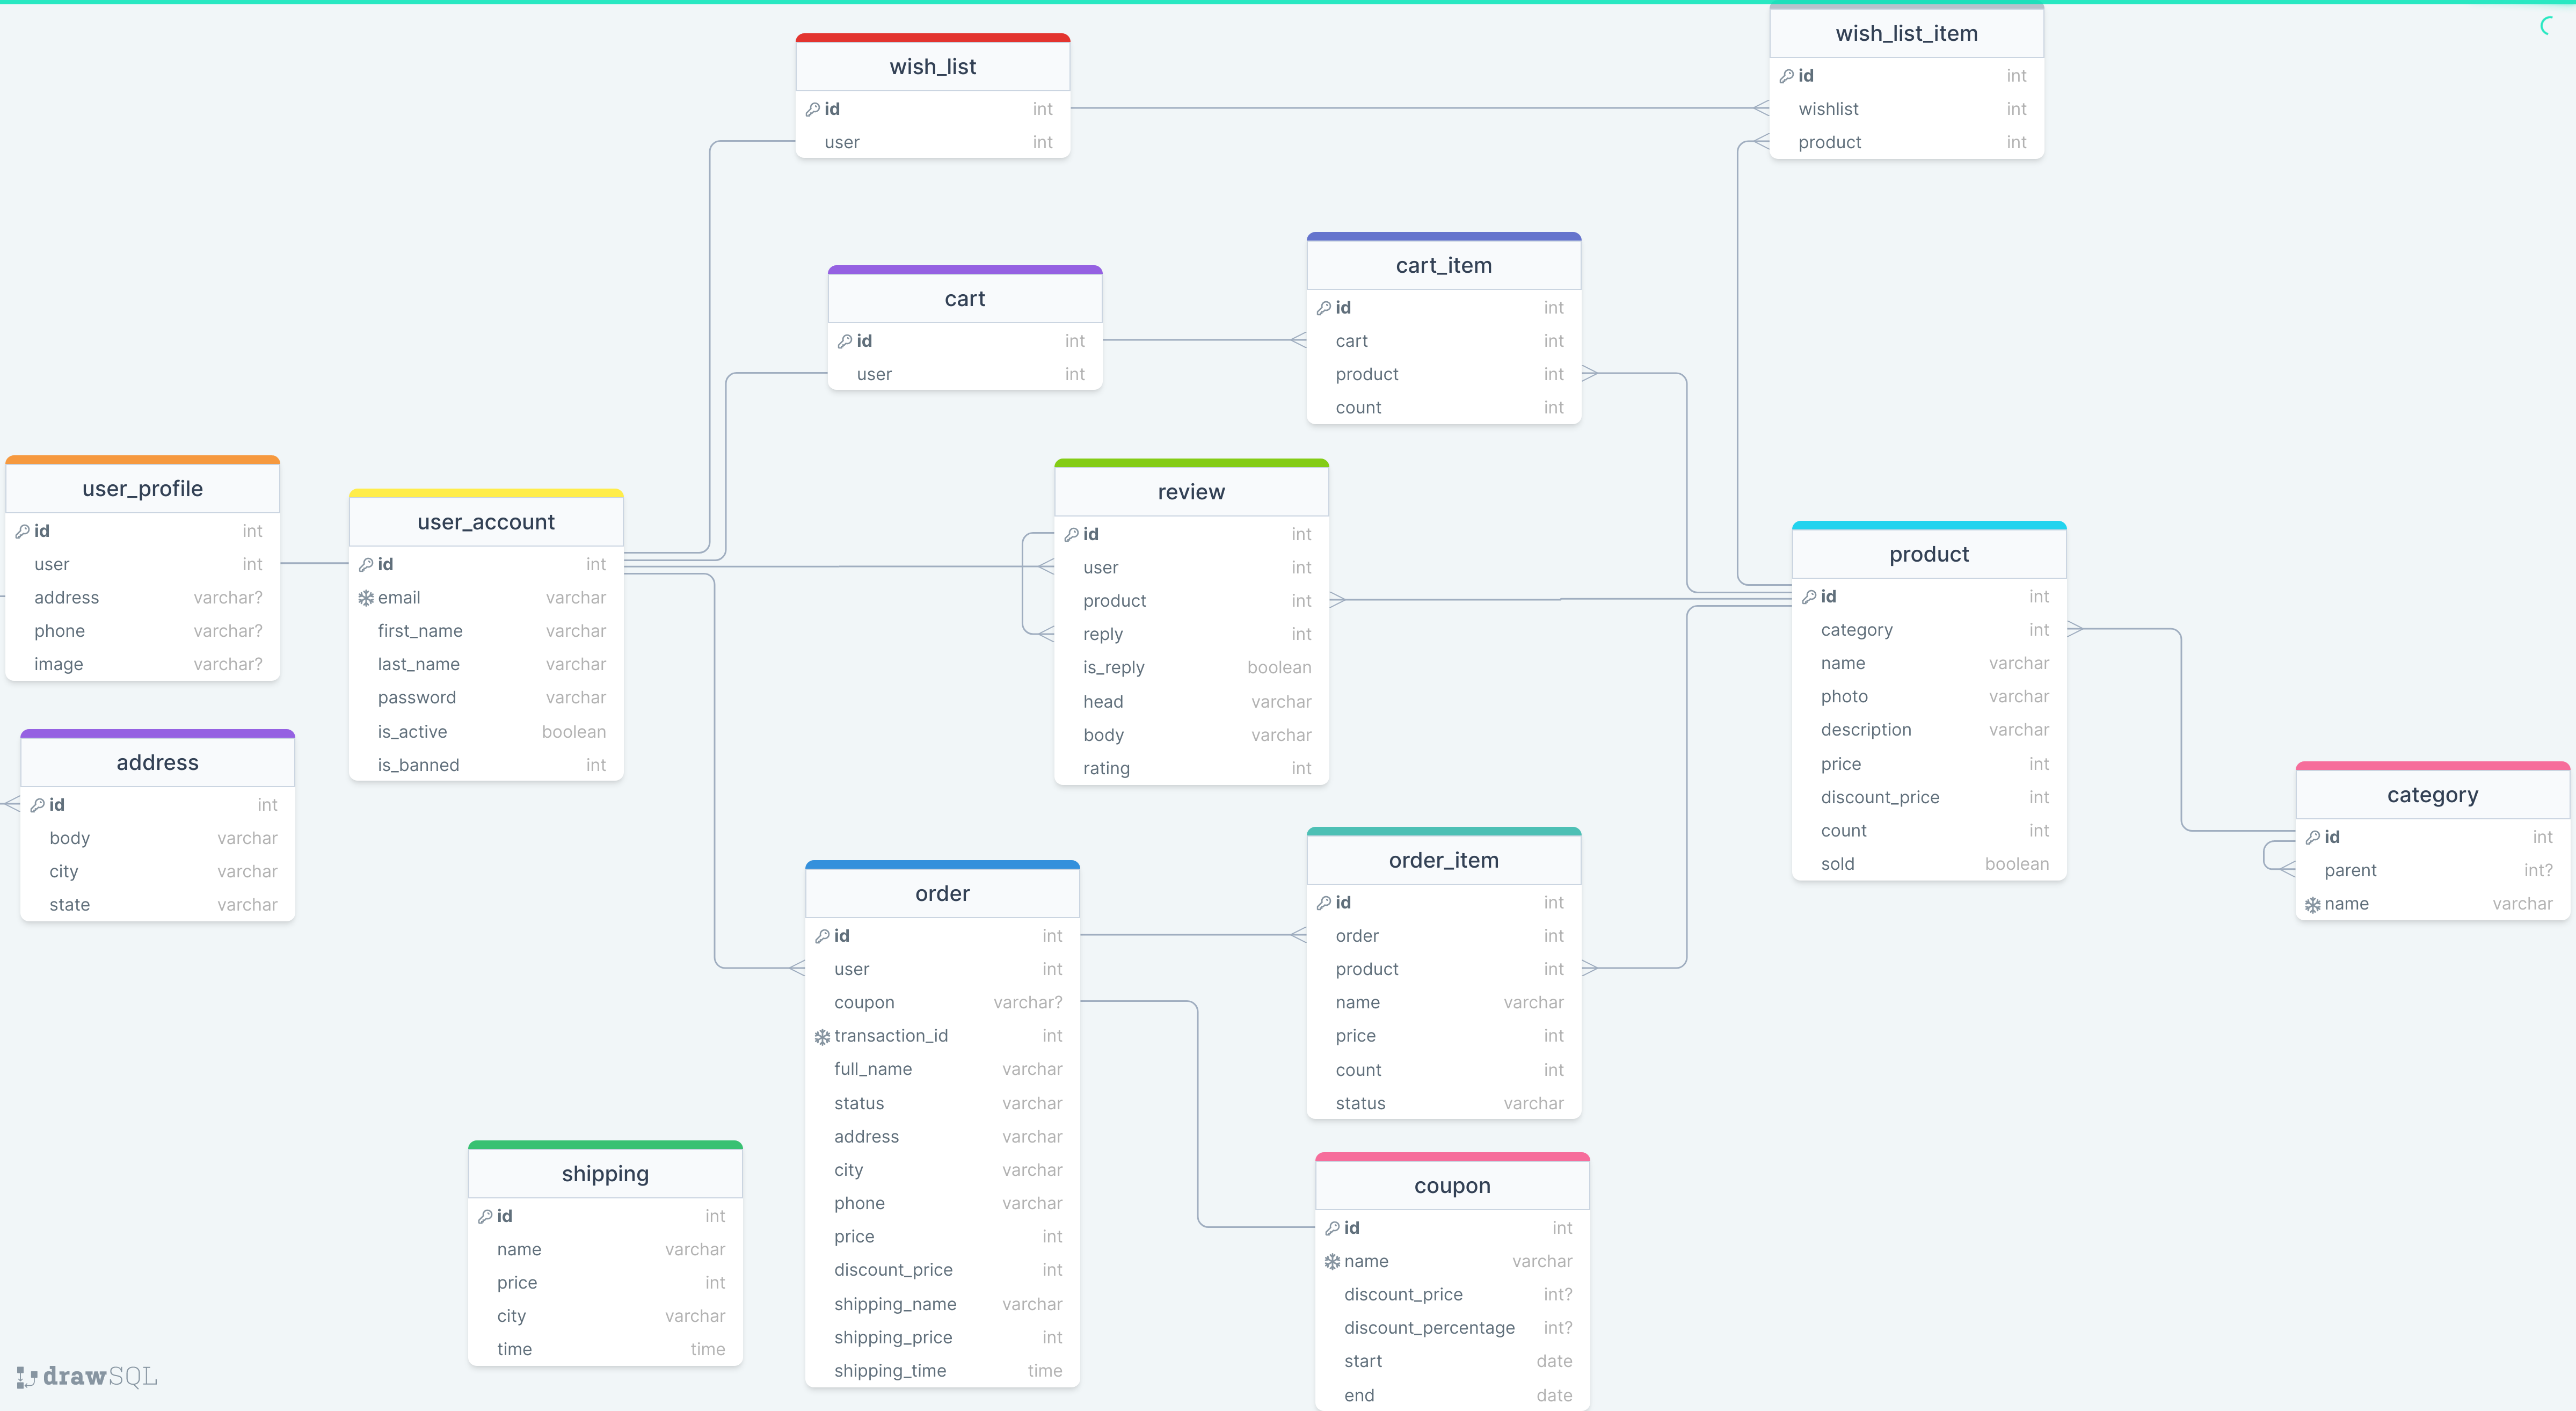 wish_list
id int
user int
wish_list_item
id int
wishlist int
product int
cart
id int
user int
cart_item
id int
cart int
product int
count int
user_profile
id int
user int
address varchar?
phone varchar?
image varchar?
user_account
id int
email varchar
first_name varchar
last_name varchar
password varchar
is_active boolean
is_banned int
review
id int
user int
product int
reply int
is_reply boolean
head varchar
body varchar
rating int
product
id int
category int
name varchar
photo varchar
description varchar
price int
discount_price int
count int
sold boolean
address
id int
body varchar
city varchar
state varchar
category
id int
parent int?
name varchar
order
id int
user int
coupon varchar?
transaction_id int
full_name varchar
status varchar
address varchar
city varchar
phone varchar
price int
discount_price int
shipping_name varchar
shipping_price int
shipping_time time
order_item
id int
order int
product int
name varchar
price int
count int
status varchar
shipping
id int
name varchar
price int
city varchar
time time
coupon
id int
name varchar
discount_price int?
discount_percentage int?
start date
end date
drawSQL